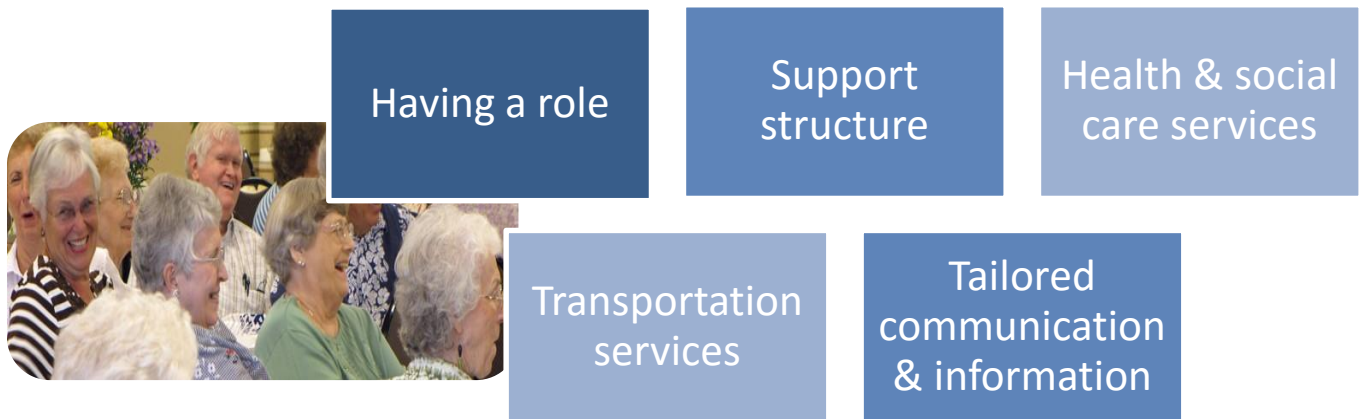 Having a role
Support
structure
Health & social
care services
Transportation
services
Tailored
communication
& information